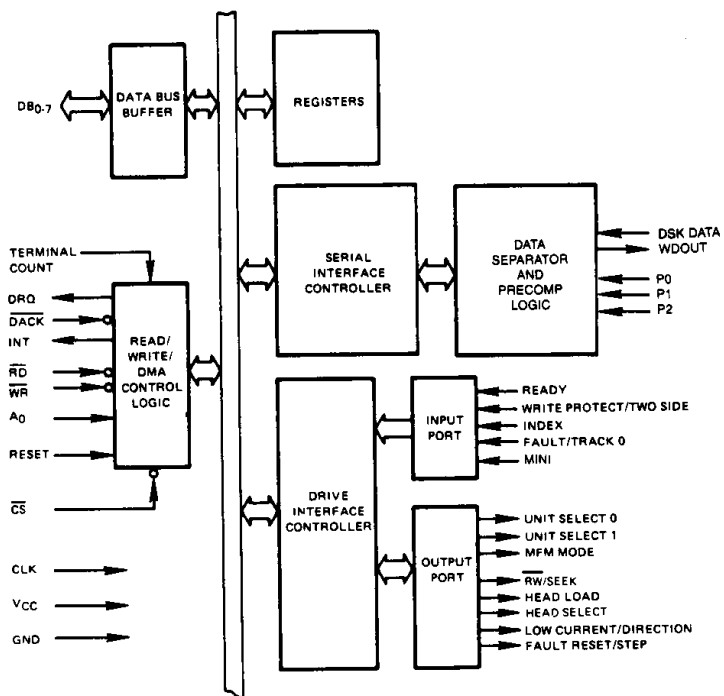 DB0-7
DATA BUS
BUFFER
REGISTERS
SERIAL
INTERFACE
CONTROLLER
DATA
SEPARATOR
AND
PRECOMP
LOGIC
DSK DATA
WDOUT
P0
P1
P2
TERMINAL
COUNT
DRQ
DACK
INT
RD
WR
A0
RESET
CS
READ/
WRITE/
DMA
CONTROL
LOGIC
CLK
VCC
GND
DRIVE
INTERFACE
CONTROLLER
INPUT
PORT
READY
WRITE PROTECT/TWO SIDE
INDEX
FAULT/TRACK 0
MINI
OUTPUT
PORT
UNIT SELECT 0
UNIT SELECT 1
MFM MODE
RW/SEEK
HEAD LOAD
HEAD SELECT
LOW CURRENT/DIRECTION
FAULT RESET/STEP